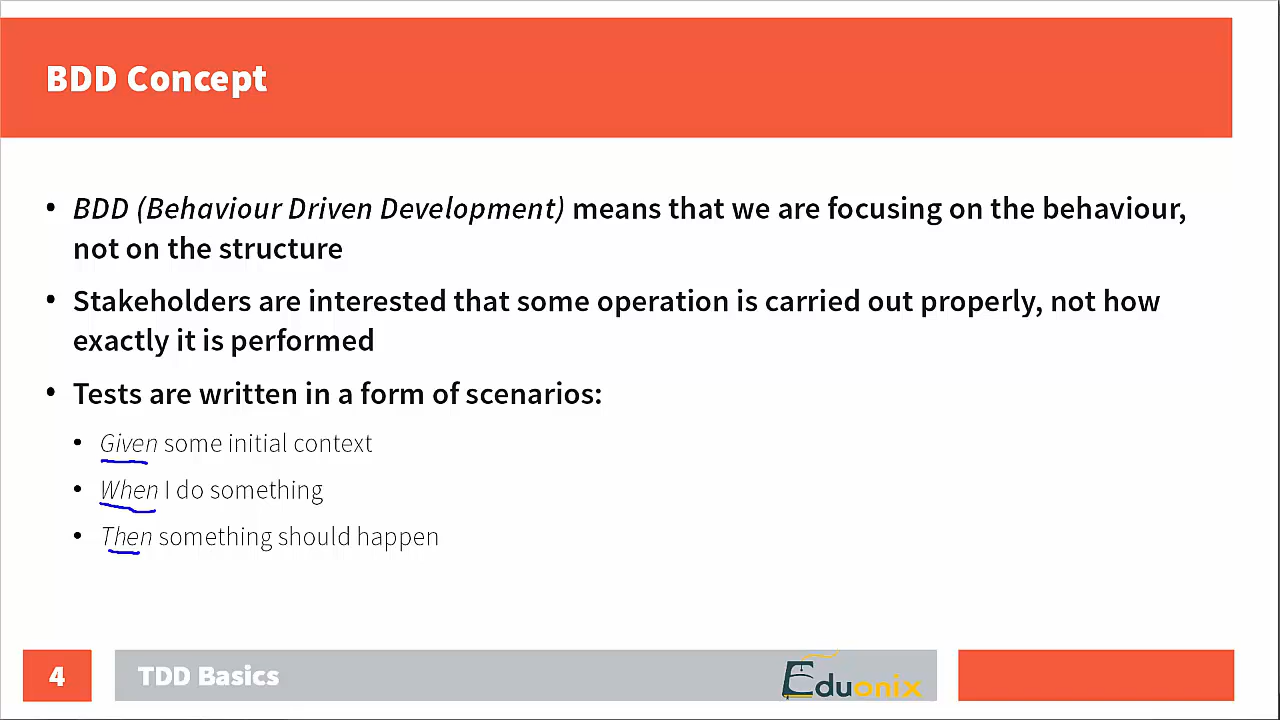 BDD Concept
• BDD (Behaviour Driven Development) means that we are focusing on the behaviour,
not on the structure
• Stakeholders are interested that some operation is carried out properly, not how
exactly it is performed
• Tests are written in a form of scenarios:
• Given some initial context
• When I do something
• Then something should happen
4
TDD Basics
Eduonix